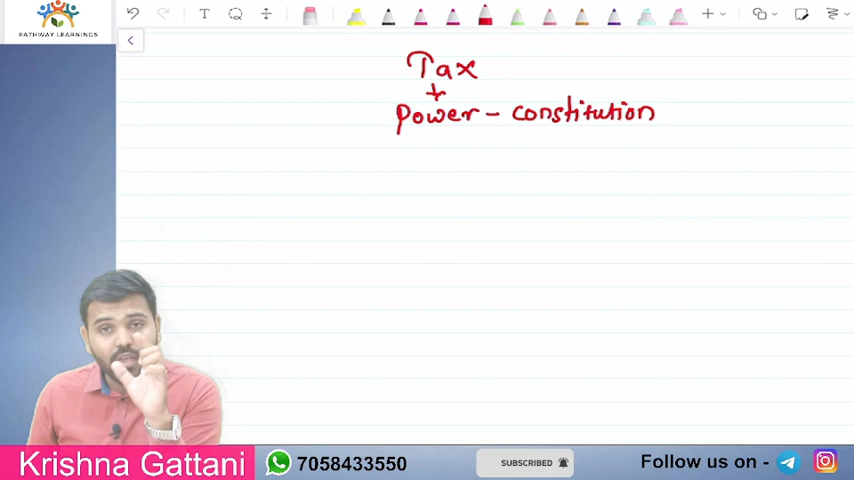 PATHWAY LEARNINGS
T
Tax
Power - constitution
Krishna Gattani
7058433550
SUBSCRIBED
Follow us on -